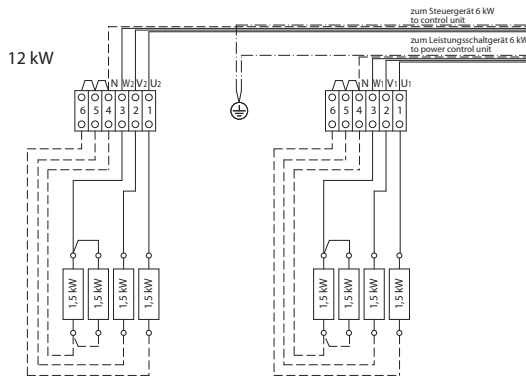 zum Steuergerät 6 kW
to control unit
zum Leistungsschaltgerät 6 kW
to power control unit
12 kW
N W2 V2 U2
6 5 4 3 2 1
N W1 V1 U1
6 5 4 3 2 1
1,5 kW 1,5 kW 1,5 kW 1,5 kW
1,5 kW 1,5 kW 1,5 kW 1,5 kW